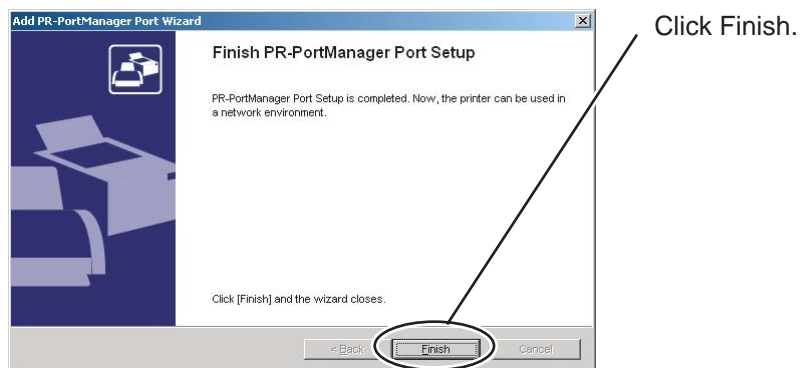 Add PR-PortManager Port Wizard
Click Finish.
Finish PR-PortManager Port Setup
PR-PortManager Port Setup is completed. Now, the printer can be used in
a network environment.
Click [Finish] and the wizard closes.
< Back
Finish
Cancel